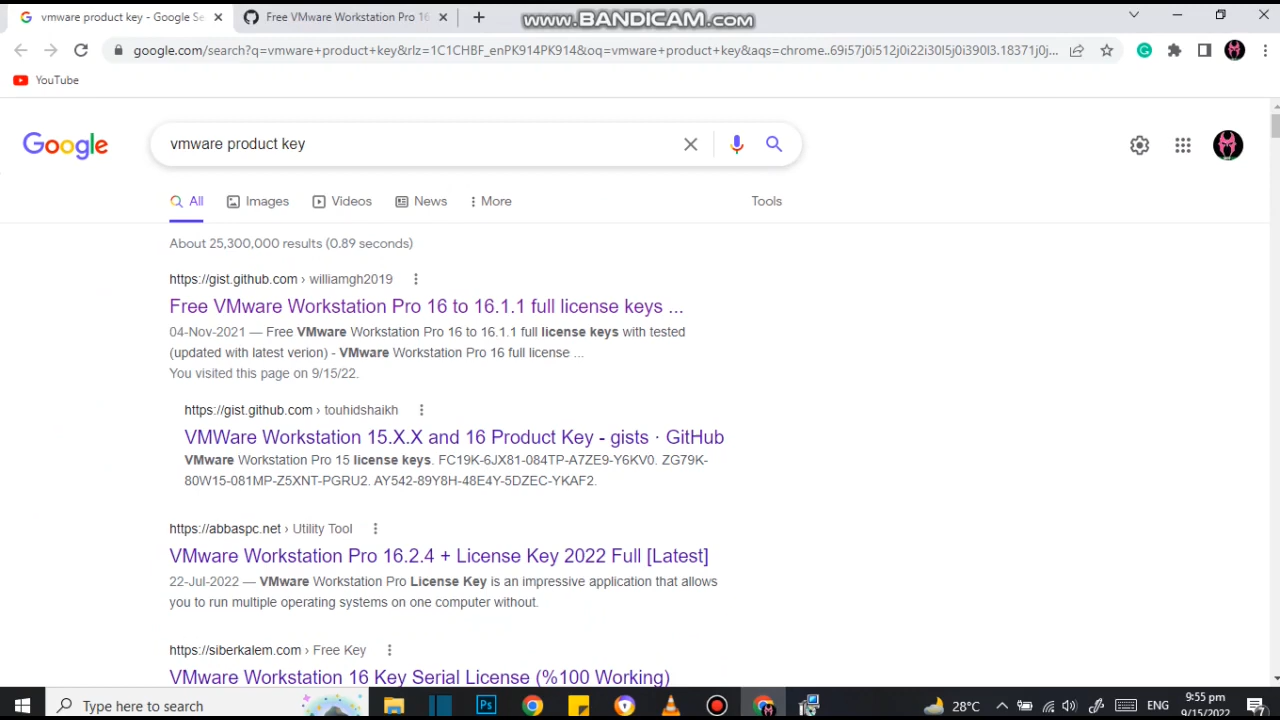 vmware product key - Google Se
Free VMware Workstation Pro 16
www.BANDICAM.com
google.com/search?q=vmware+product+key&rlz=1C1CHBF_enPK914PK914&oq=vmware+product+key&aqs=chrome..69i57j0i512j0i22i30l5j0i390l3.18371j0j...
YouTube
Google
vmware product key
All
Images
Videos
News
More
Tools
About 25,300,000 results (0.89 seconds)
https://gist.github.com › williamgh2019
Free VMware Workstation Pro 16 to 16.1.1 full license keys ...
04-Nov-2021 — Free VMware Workstation Pro 16 to 16.1.1 full license keys with tested
(updated with latest verion) - VMware Workstation Pro 16 full license ...
You visited this page on 9/15/22.
https://gist.github.com › touhidshaikh
VMWare Workstation 15.X.X and 16 Product Key - gists · GitHub
VMware Workstation Pro 15 license keys. FC19K-6JX81-084TP-A7ZE9-Y6KV0. ZG79K-
80W15-081MP-Z5XNT-PGRU2. AY542-89Y8H-48E4Y-5DZEC-YKAF2.
https://abbaspc.net › Utility Tool
VMware Workstation Pro 16.2.4 + License Key 2022 Full [Latest]
22-Jul-2022 — VMware Workstation Pro License Key is an impressive application that allows
you to run multiple operating systems on one computer without.
https://siberkalem.com › Free Key
VMware Workstation 16 Key Serial License (%100 Working)
Type here to search
Ps
28°C
ENG
9:55 pm
9/15/2022